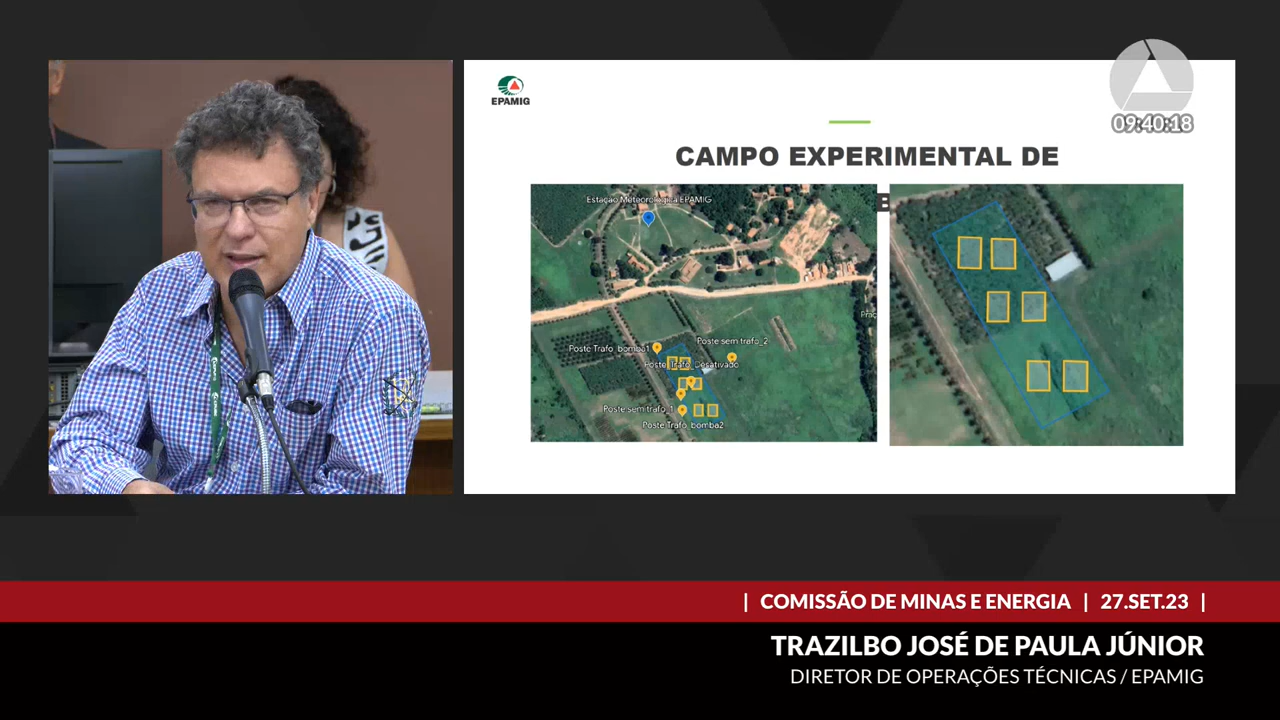 EPAMIG
09:40:18
CAMPO EXPERIMENTAL DE
B
Estação Meteorológica EPAMIG
Poste Trafo_bomba1
Poste sem trafo_2
Poste Trafo_Desativado
Poste sem trafo_1
Poste Trafo_bomba2
| COMISSÃO DE MINAS E ENERGIA | 27.SET.23 |
TRAZILBO JOSÉ DE PAULA JÚNIOR
DIRETOR DE OPERAÇÕES TÉCNICAS / EPAMIG